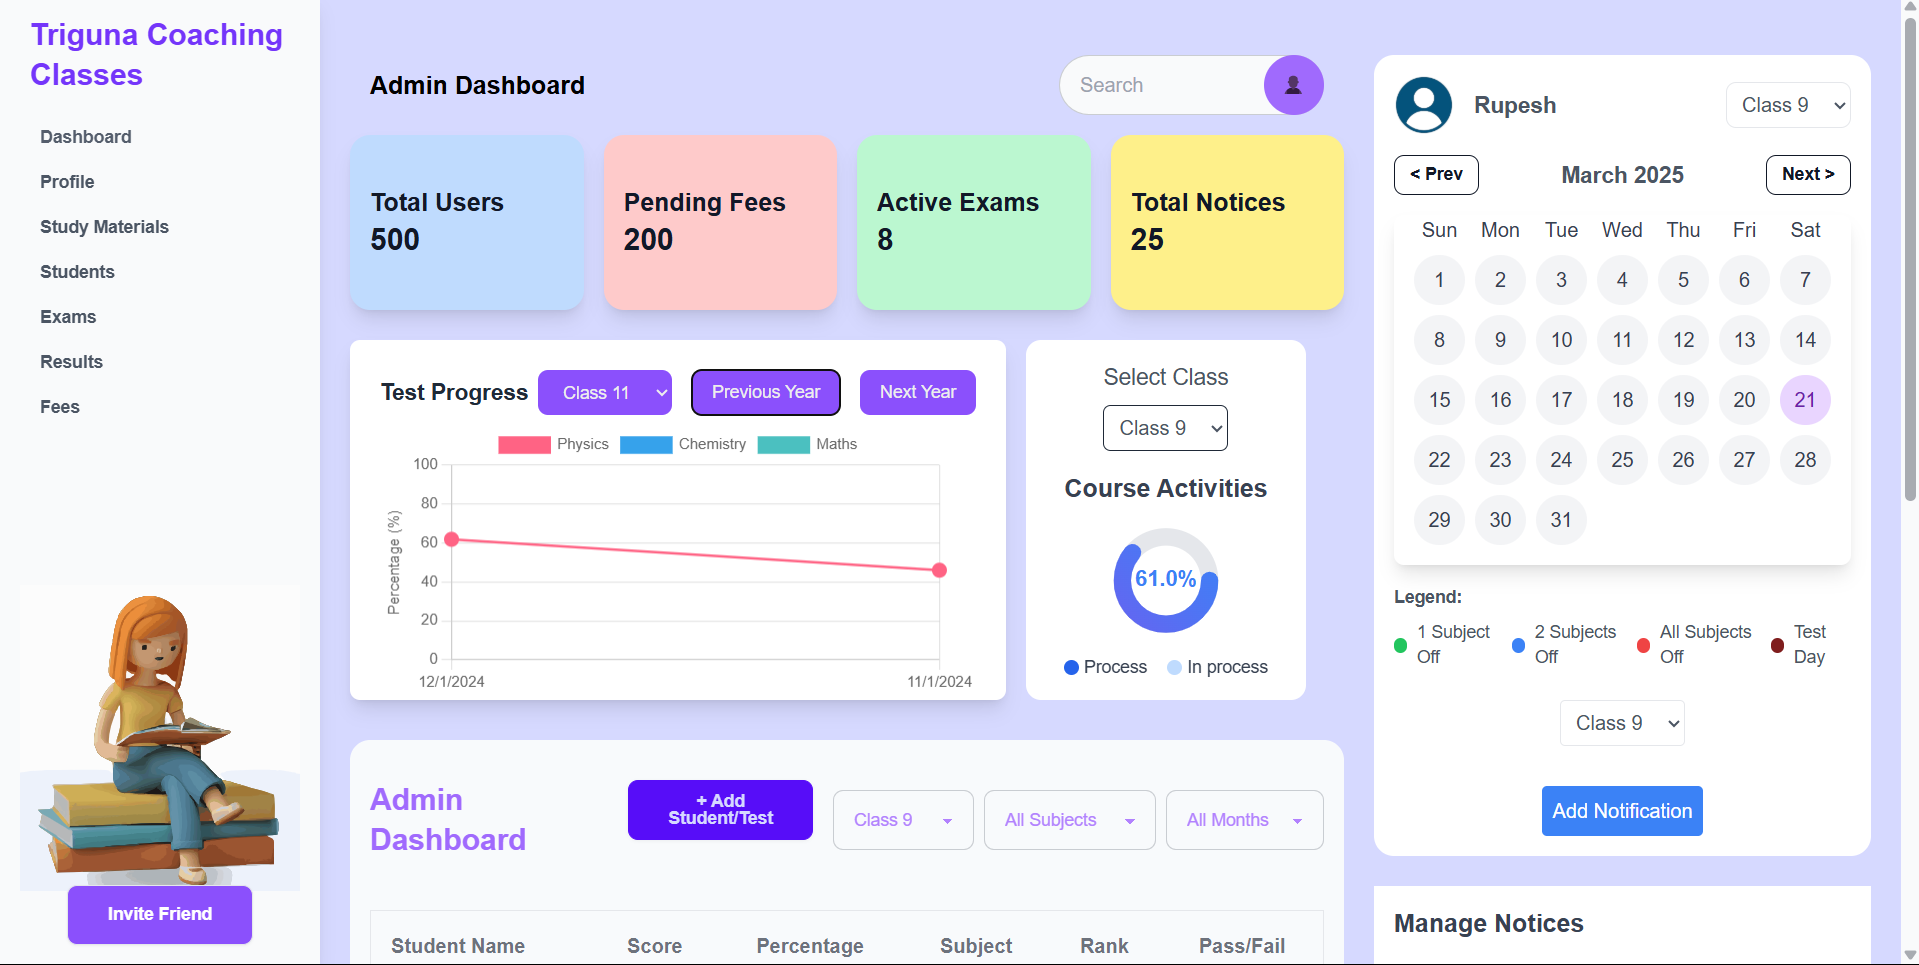 Triguna Coaching
Classes
Dashboard
Profile
Study Materials
Students
Exams
Results
Fees
Invite Friend
Admin Dashboard
Search
Total Users
500
Pending Fees
200
Active Exams
8
Total Notices
25
Test Progress
Class 11
Previous Year
Next Year
Physics Chemistry Maths
Percentage (%)
100
80
60
40
20
0
12/1/2024 11/1/2024
Select Class
Class 9
Course Activities
61.0%
Process In process
Admin
Dashboard
+ Add
Student/Test
Class 9
All Subjects
All Months
Student Name Score Percentage Subject Rank Pass/Fail
Rupesh
Class 9
< Prev
March 2025
Next >
Sun Mon Tue Wed Thu Fri Sat
1 2 3 4 5 6 7
8 9 10 11 12 13 14
15 16 17 18 19 20 21
22 23 24 25 26 27 28
29 30 31
Legend:
1 Subject
Off
2 Subjects
Off
All Subjects
Off
Test
Day
Class 9
Add Notification
Manage Notices